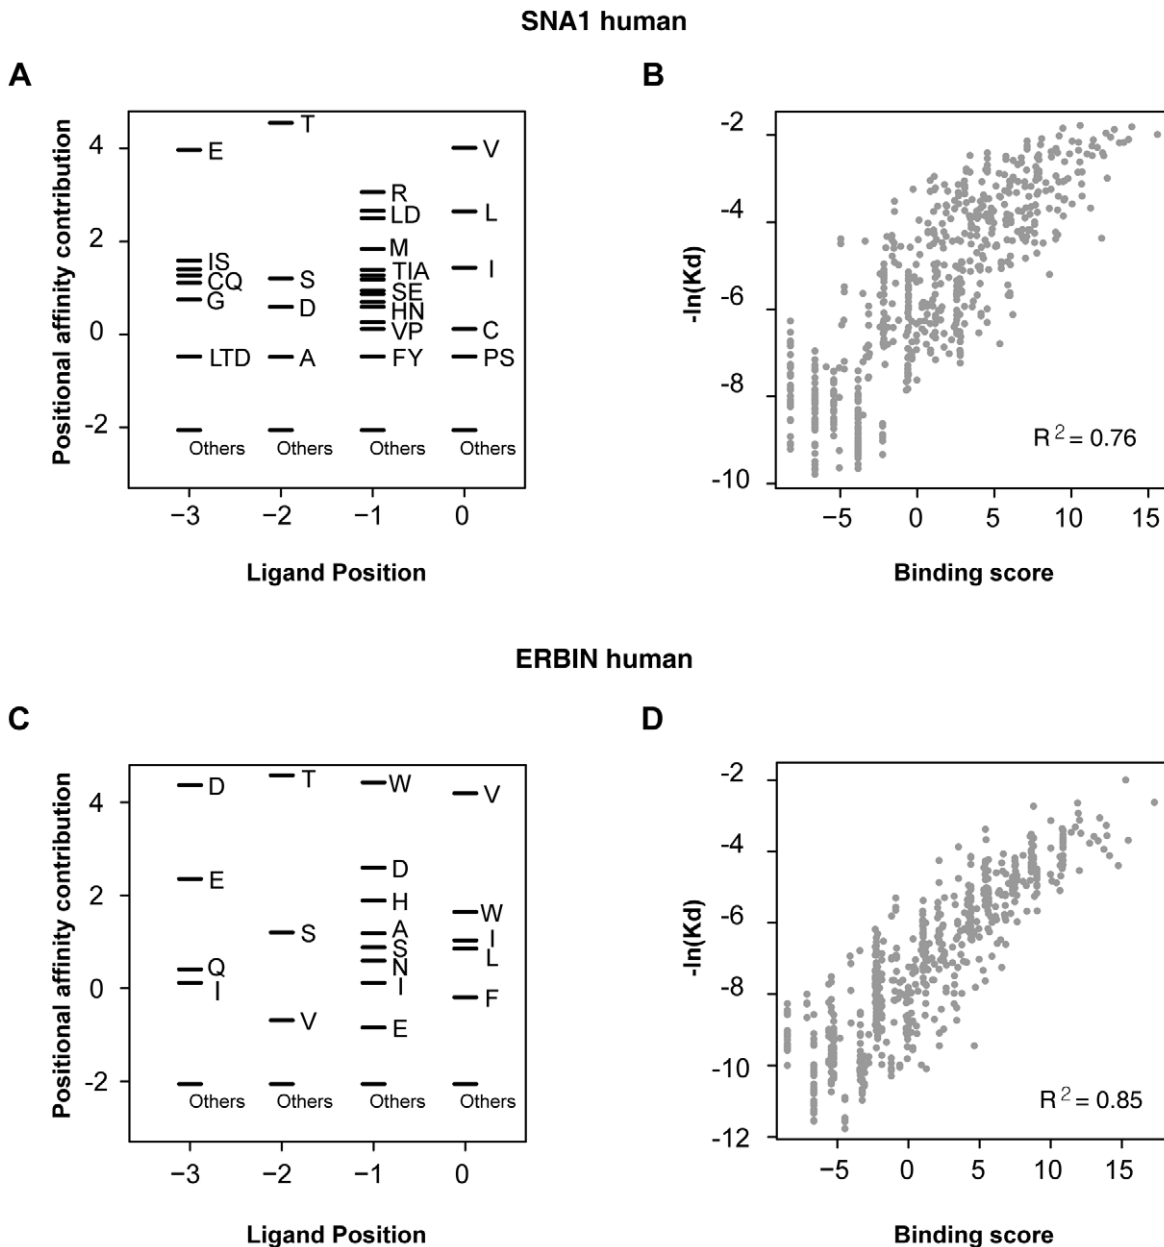 SNA1 human
A
Positional affinity contribution
4
2
0
-2
E
IS
CQ
G
LTD
Others
T
S
D
A
Others
R
LD
M
TIA
SE
HN
VP
FY
Others
V
L
I
C
PS
Others
−3
−2
−1
0
Ligand Position
B
-ln(Kd)
-2
-4
-6
-8
-10
R² = 0.76
−5
0
5
10
15
Binding score
ERBIN human
C
Positional affinity contribution
4
2
0
-2
D
E
Q
I
Others
T
S
V
Others
W
D
H
A
S
N
I
E
Others
V
W
I
L
F
Others
−3
−2
−1
0
Ligand Position
D
-ln(Kd)
-2
-4
-6
-8
-10
-12
R² = 0.85
−5
0
5
10
15
Binding score